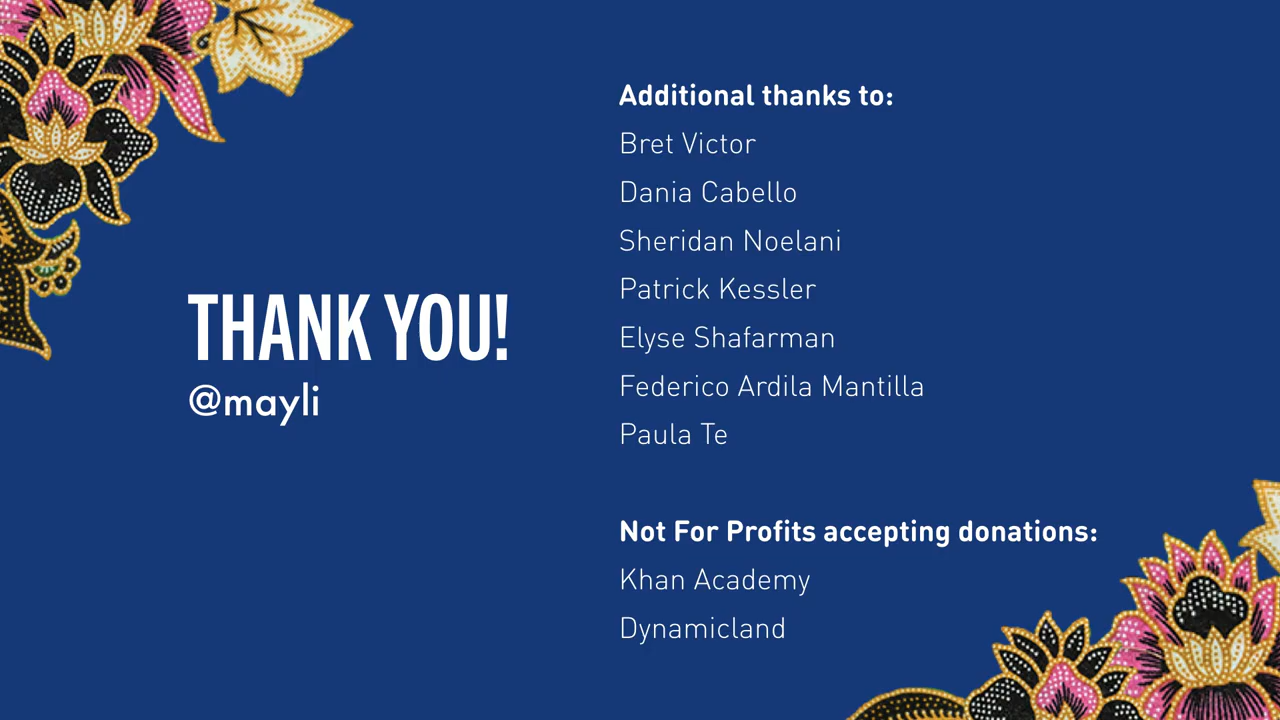 THANK YOU!
@mayli
Additional thanks to:
Bret Victor
Dania Cabello
Sheridan Noelani
Patrick Kessler
Elyse Shafarman
Federico Ardila Mantilla
Paula Te
Not For Profits accepting donations:
Khan Academy
Dynamicland